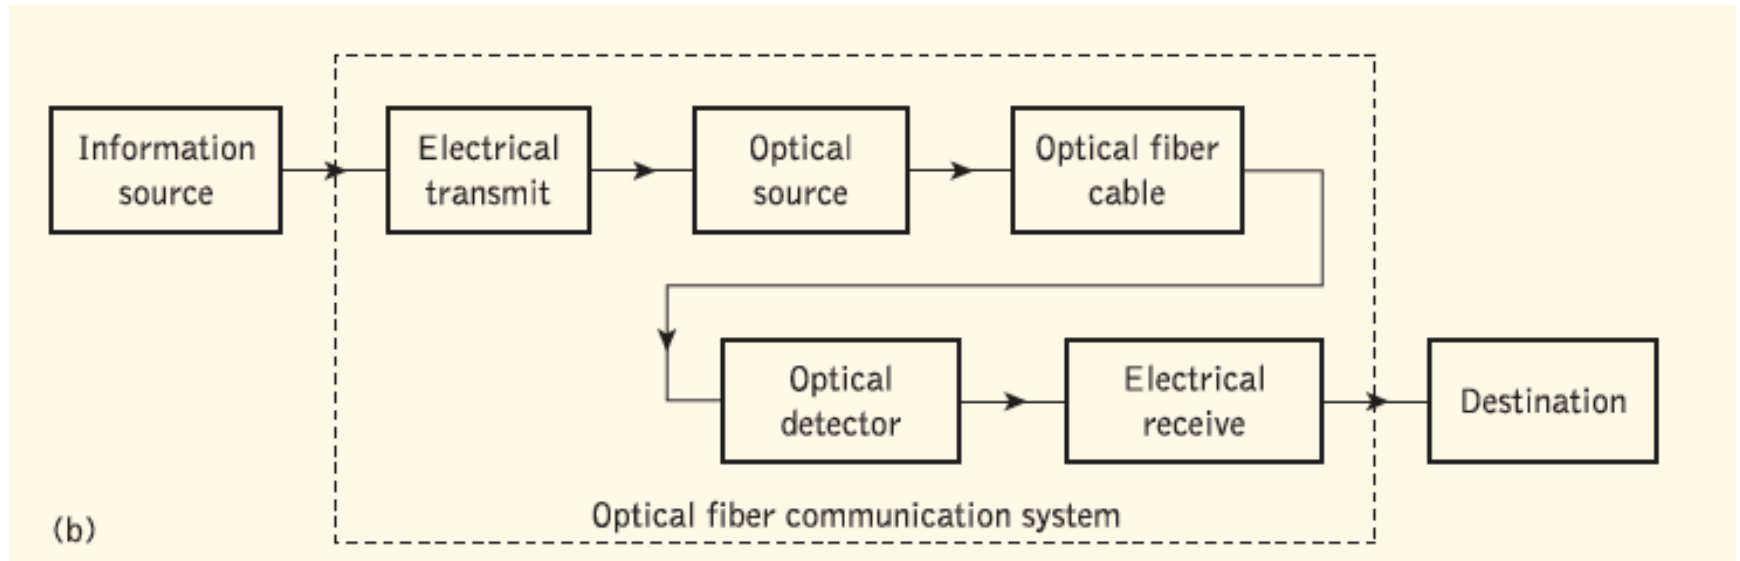 Information
source
Electrical
transmit
Optical
source
Optical fiber
cable
Optical
detector
Electrical
receive
Destination
Optical fiber communication system
(b)